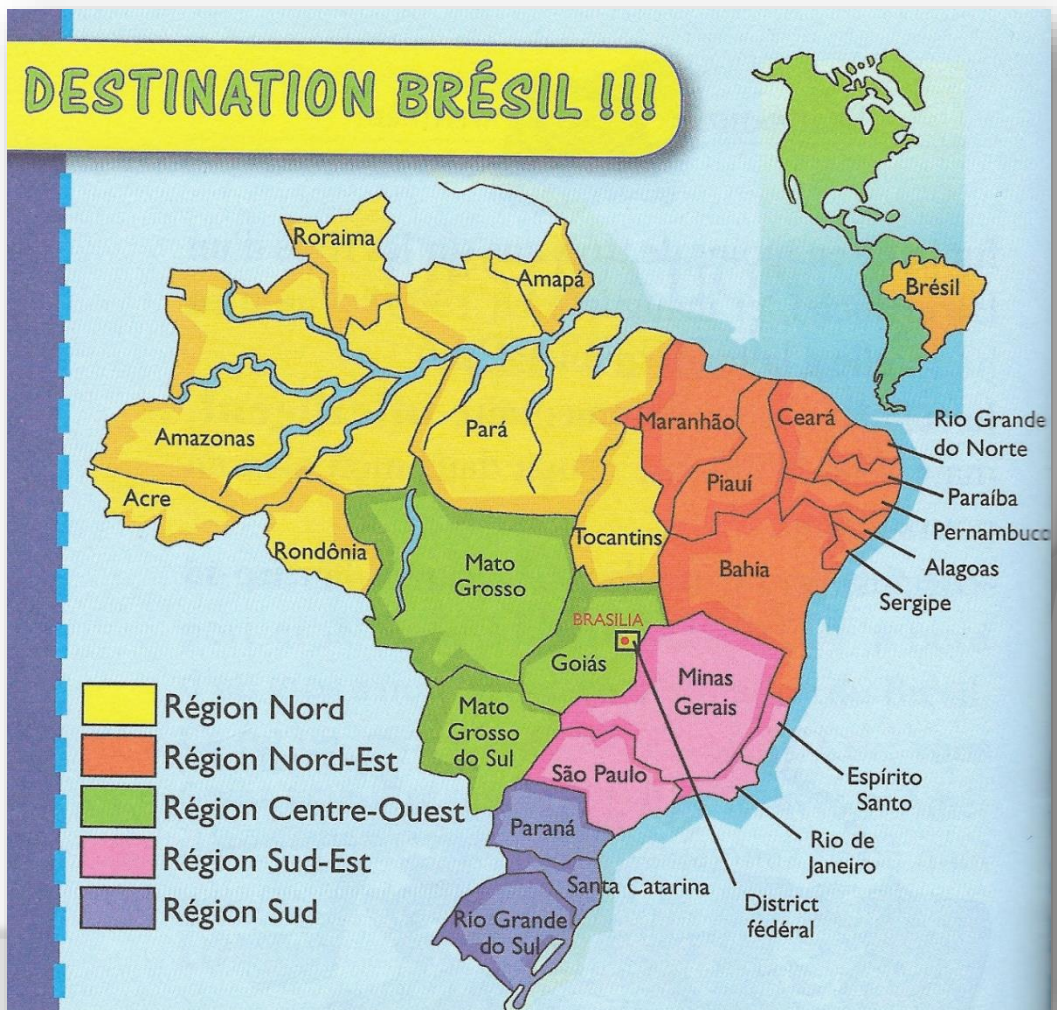 DESTINATION BRÉSIL !!!
Roraima
Amapá
Brésil
Amazonas
Pará
Maranhão
Ceará
Rio Grande
do Norte
Piauí
Paraíba
Acre
Pernambuco
Rondônia
Tocantins
Mato
Grosso
Bahia
Alagoas
Sergipe
BRASILIA
Goiás
Minas
Gerais
Mato
Grosso
do Sul
São Paulo
Espírito
Santo
Paraná
Rio de
Janeiro
Santa Catarina
District
fédéral
Rio Grande
do Sul
Région Nord
Région Nord-Est
Région Centre-Ouest
Région Sud-Est
Région Sud